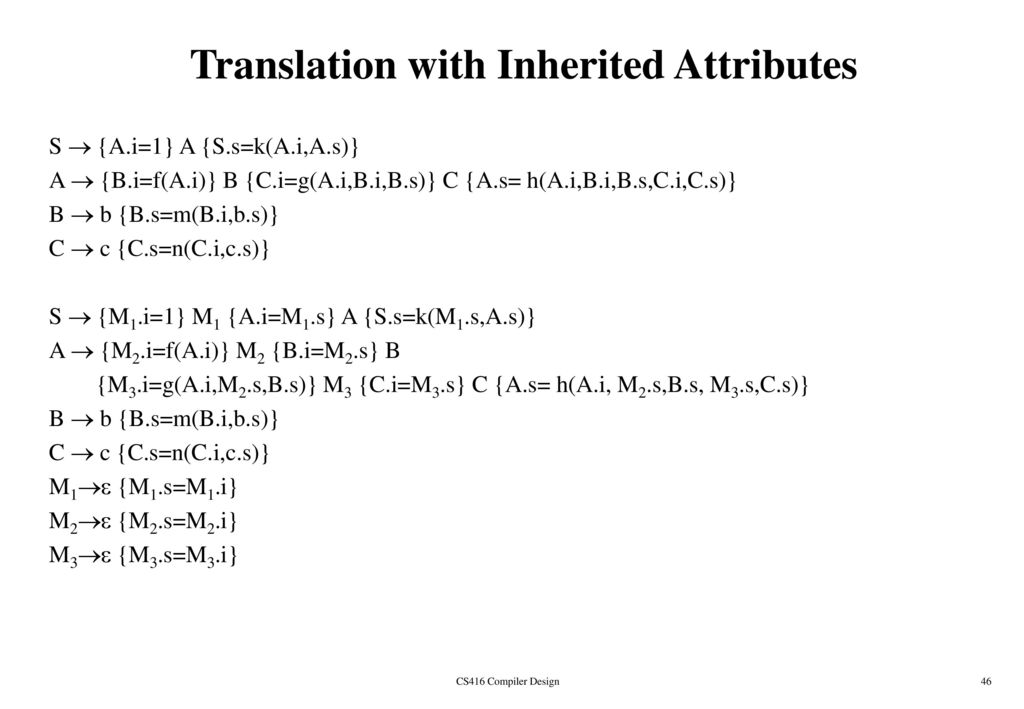 Translation with Inherited Attributes
S → {A.i=1} A {S.s=k(A.i,A.s)}
A → {B.i=f(A.i)} B {C.i=g(A.i,B.i,B.s)} C {A.s= h(A.i,B.i,B.s,C.i,C.s)}
B → b {B.s=m(B.i,b.s)}
C → c {C.s=n(C.i,c.s)}
S → {M₁.i=1} M₁ {A.i=M₁.s} A {S.s=k(M₁.s,A.s)}
A → {M₂.i=f(A.i)} M₂ {B.i=M₂.s} B
{M₃.i=g(A.i,M₂.s,B.s)} M₃ {C.i=M₃.s} C {A.s= h(A.i, M₂.s,B.s, M₃.s,C.s)}
B → b {B.s=m(B.i,b.s)}
C → c {C.s=n(C.i,c.s)}
M₁→ε {M₁.s=M₁.i}
M₂→ε {M₂.s=M₂.i}
M₃→ε {M₃.s=M₃.i}
CS416 Compiler Design
46